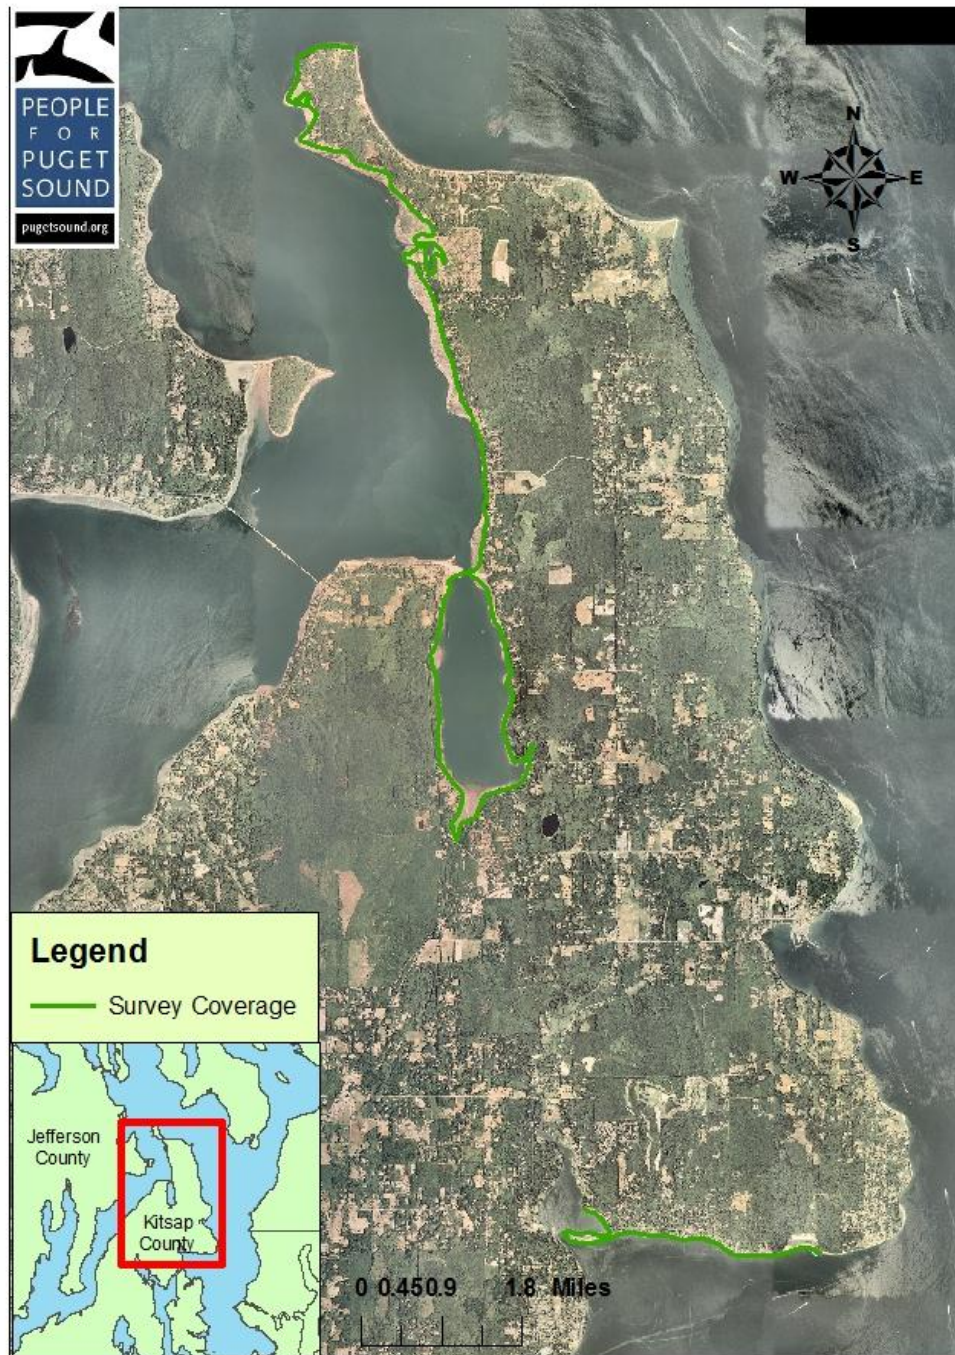 PEOPLE
FOR
PUGET
SOUND
pugetsound.org
N
W E
S
Legend
Survey Coverage
Jefferson
County
Kitsap
County
0 0.450.9 1.8 Miles